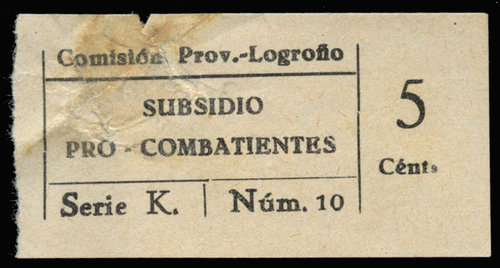 Comisión Prov.-Logroño
SUBSIDIO
PRO - COMBATIENTES
Serie K. Núm. 10
5
Cénts